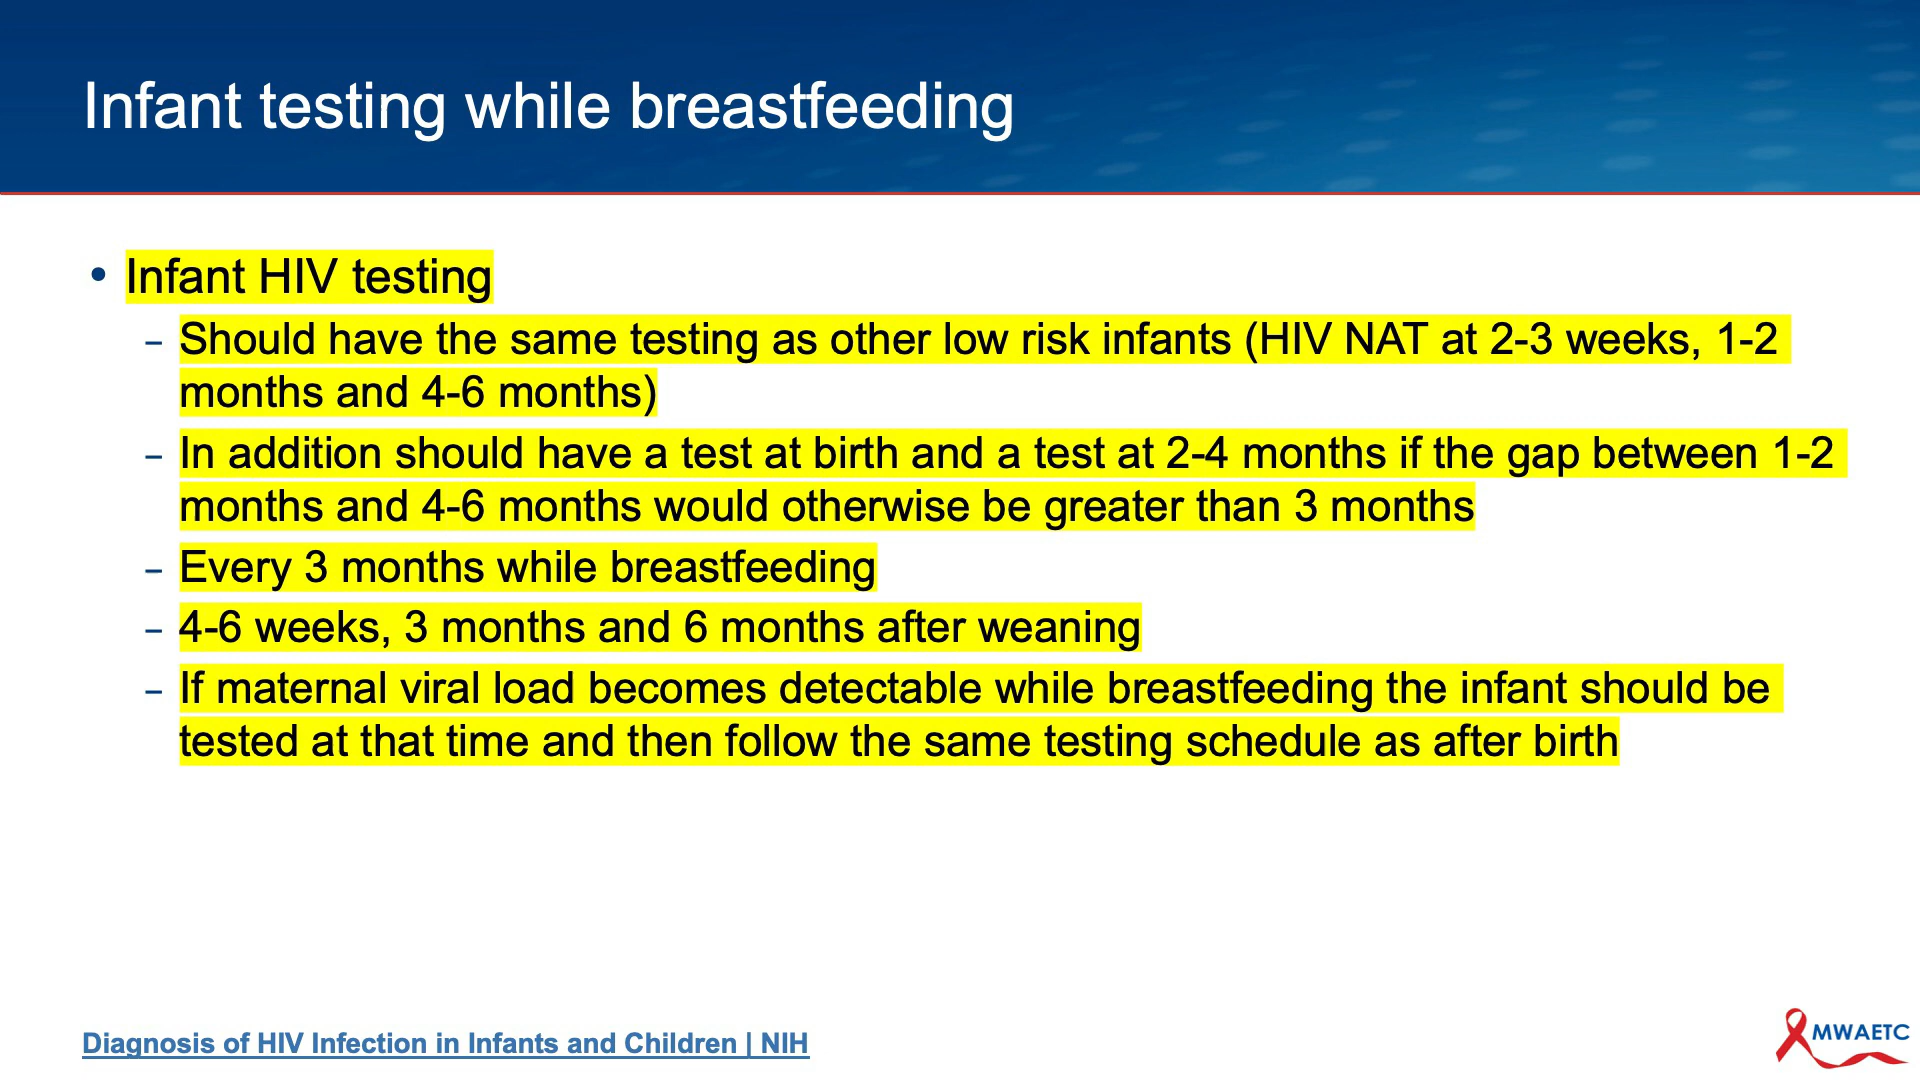 Infant testing while breastfeeding
• Infant HIV testing
– Should have the same testing as other low risk infants (HIV NAT at 2-3 weeks, 1-2
months and 4-6 months)
– In addition should have a test at birth and a test at 2-4 months if the gap between 1-2
months and 4-6 months would otherwise be greater than 3 months
– Every 3 months while breastfeeding
– 4-6 weeks, 3 months and 6 months after weaning
– If maternal viral load becomes detectable while breastfeeding the infant should be
tested at that time and then follow the same testing schedule as after birth
Diagnosis of HIV Infection in Infants and Children | NIH
MWAETC